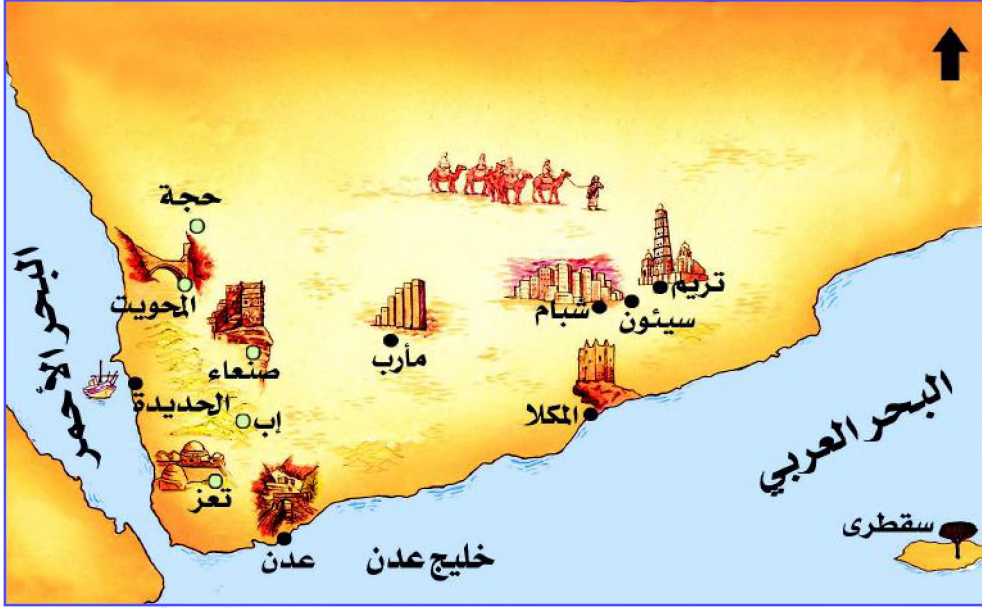 حجة
البحر الأحمر
المحويت
تريم
سيئون
شبام
مأرب
صنعاء
الحديدة
إب
المكلا
البحر العربي
تعز
سقطرى
عدن
خليج عدن